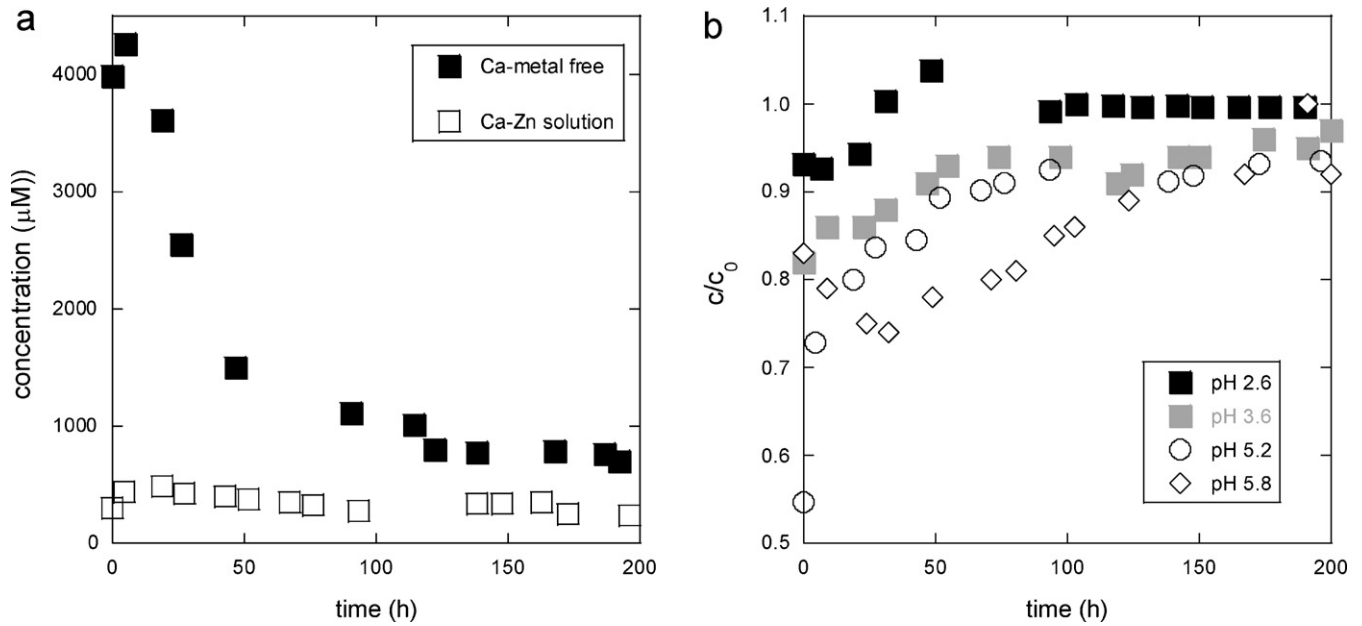 a
concentration (μM))
4000
3000
2000
1000
0
Ca-metal free
Ca-Zn solution
0 50 100 150 200
time (h)
b
c/c0
1.1
1.0
0.9
0.8
0.7
0.6
0.5
pH 2.6
pH 3.6
pH 5.2
pH 5.8
0 50 100 150 200
time (h)